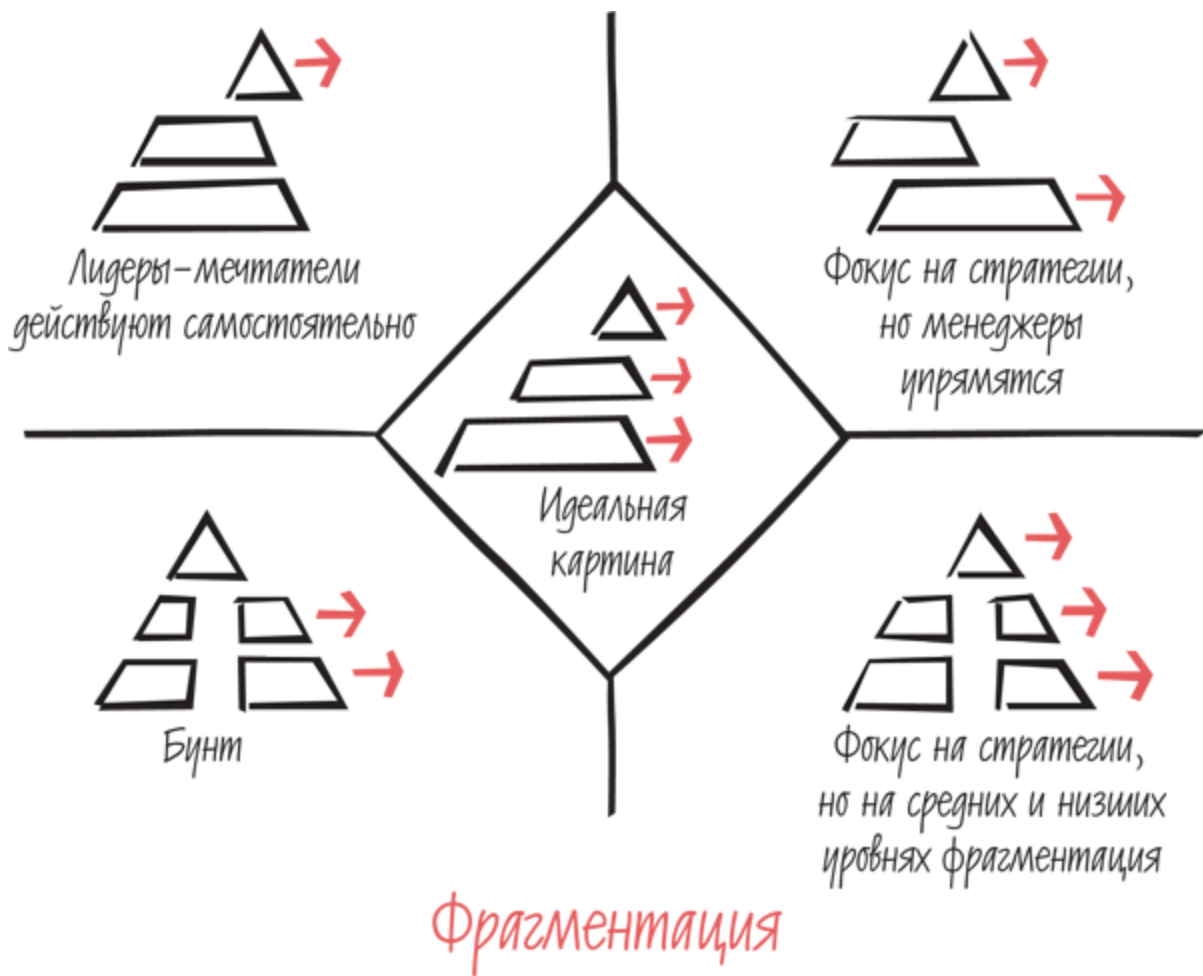 Лидеры-мечтатели
действуют самостоятельно
Фокус на стратегии,
но менеджеры
упрямятся
Идеальная
картина
Бунт
Фокус на стратегии,
но на средних и низших
уровнях фрагментация
Фрагментация